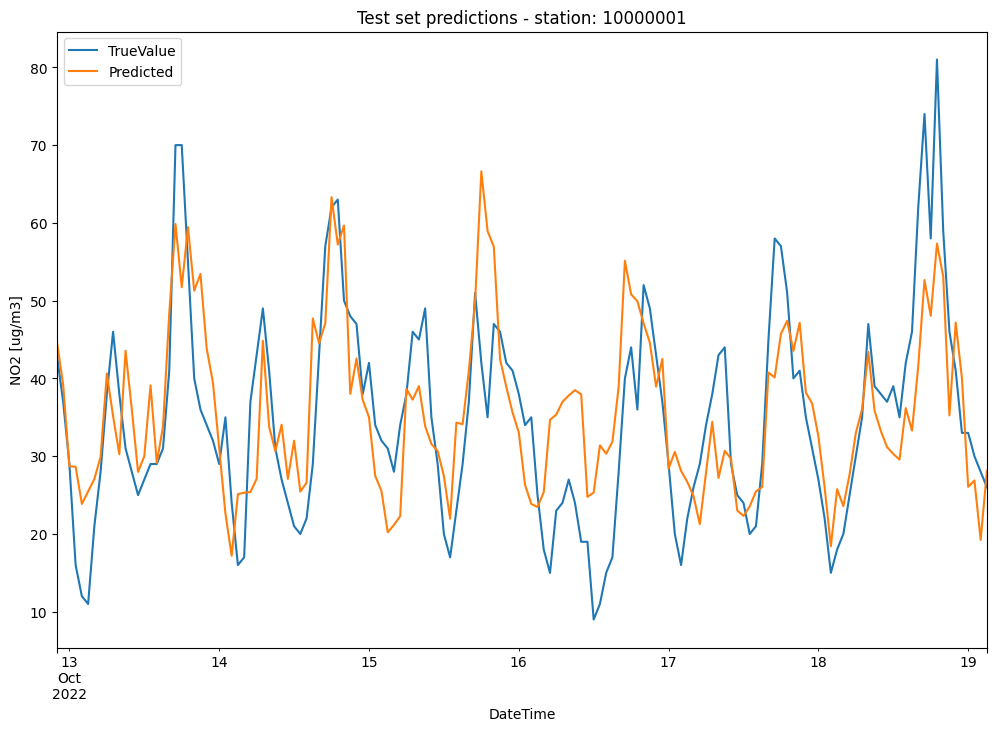 Test set predictions - station: 10000001
TrueValue
Predicted
NO2 [ug/m3]
80
70
60
50
40
30
20
10
13 14 15 16 17 18 19
Oct
2022
DateTime